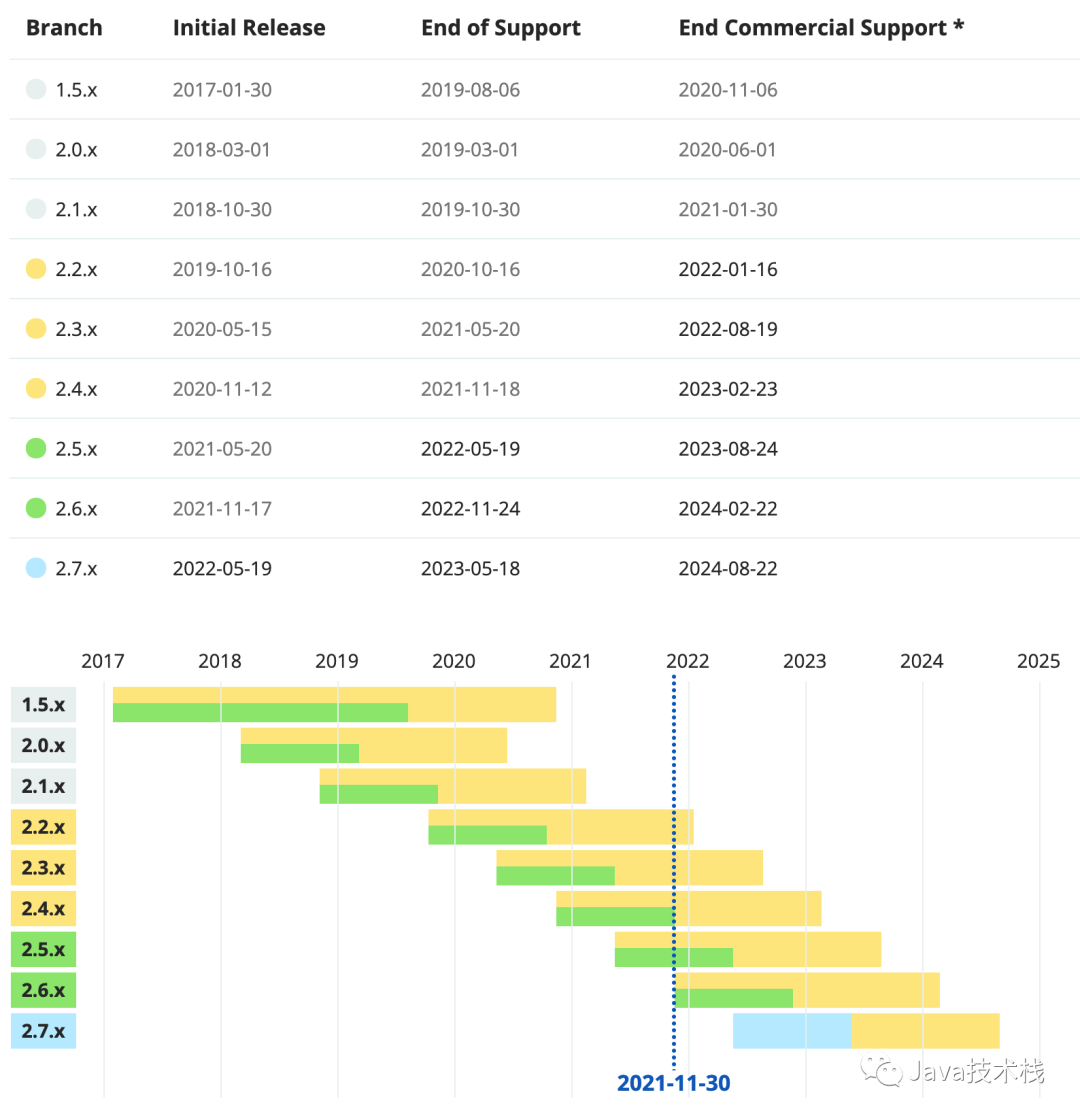 Branch Initial Release End of Support End Commercial Support *
1.5.x 2017-01-30 2019-08-06 2020-11-06
2.0.x 2018-03-01 2019-03-01 2020-06-01
2.1.x 2018-10-30 2019-10-30 2021-01-30
2.2.x 2019-10-16 2020-10-16 2022-01-16
2.3.x 2020-05-15 2021-05-20 2022-08-19
2.4.x 2020-11-12 2021-11-18 2023-02-23
2.5.x 2021-05-20 2022-05-19 2023-08-24
2.6.x 2021-11-17 2022-11-24 2024-02-22
2.7.x 2022-05-19 2023-05-18 2024-08-22
2017 2018 2019 2020 2021 2022 2023 2024 2025
1.5.x
2.0.x
2.1.x
2.2.x
2.3.x
2.4.x
2.5.x
2.6.x
2.7.x
2021-11-30
Java技术栈